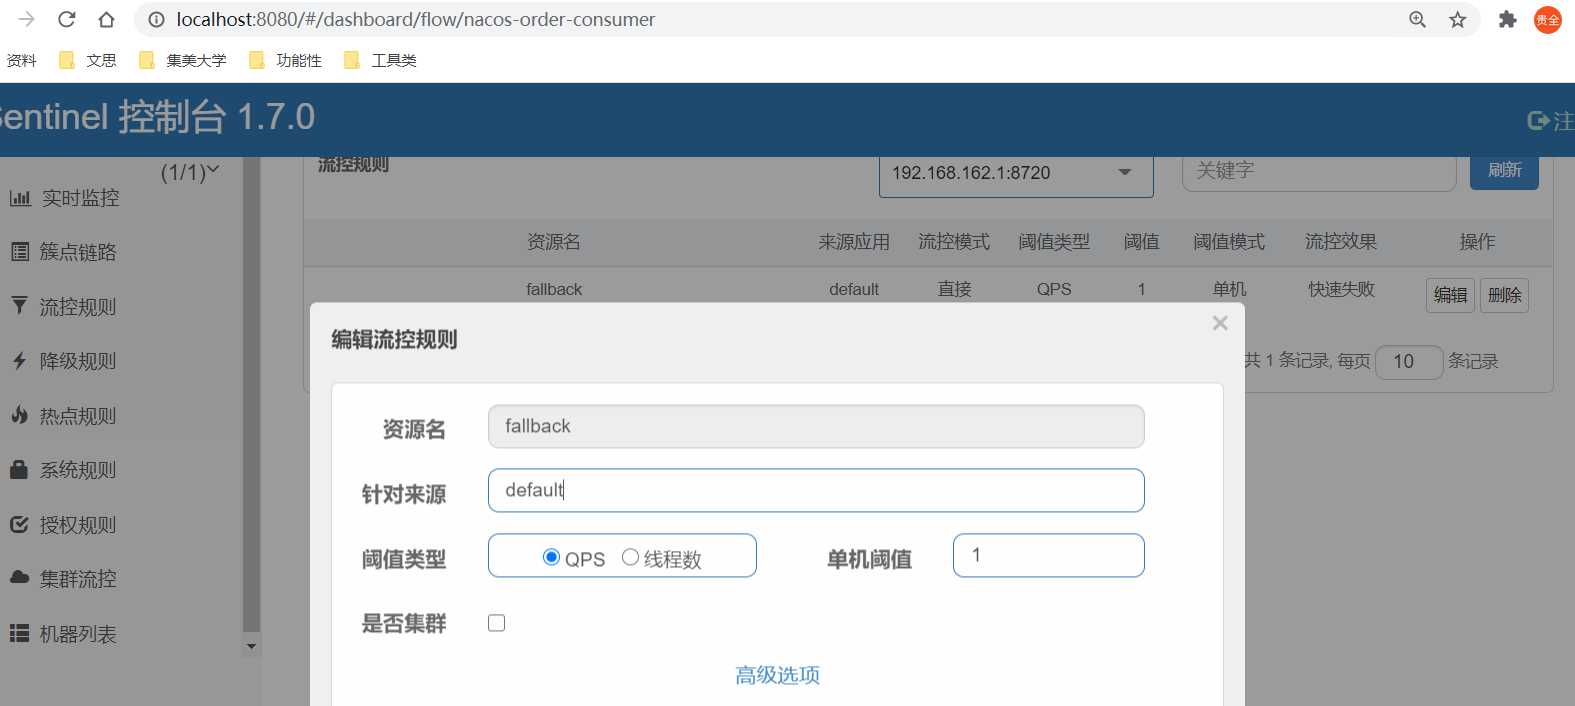 localhost:8080/#/dashboard/flow/nacos-order-consumer
贵全
资料 文思 集美大学 功能性 工具类
Sentinel 控制台 1.7.0
注
(1/1)
实时监控
簇点链路
流控规则
降级规则
热点规则
系统规则
授权规则
集群流控
机器列表
流控规则 192.168.162.1:8720 关键字 刷新
资源名 来源应用 流控模式 阈值类型 阈值 阈值模式 流控效果 操作
fallback default 直接 QPS 1 单机 快速失败 编辑 删除
共 1 条记录, 每页 10 条记录
编辑流控规则 ×
资源名 fallback
针对来源 default
阈值类型 QPS 线程数 单机阈值 1
是否集群
高级选项